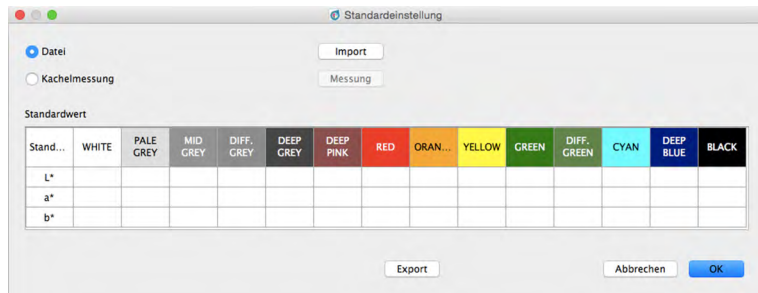 Standardeinstellung
Datei
Import
Kachelmessung
Messung
Standardwert
Stand... WHITE PALE GREY MID GREY DIFF. GREY DEEP GREY DEEP PINK RED ORAN... YELLOW GREEN DIFF. GREEN CYAN DEEP BLUE BLACK
L*
a*
b*
Export
Abbrechen
OK